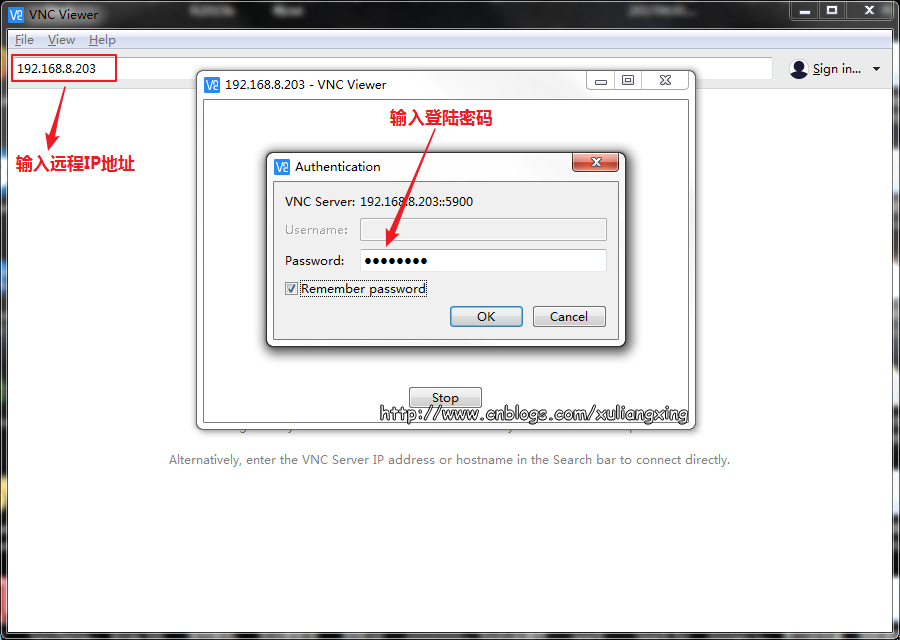 VNC Viewer
File View Help
192.168.8.203
Sign in...
192.168.8.203 - VNC Viewer
输入登陆密码
输入远程IP地址
Authentication
VNC Server: 192.168.8.203::5900
Username:
Password: ●●●●●●●●
Remember password
OK Cancel
Stop
http://www.cnblogs.com/xuliangxing
Alternatively, enter the VNC Server IP address or hostname in the Search bar to connect directly.